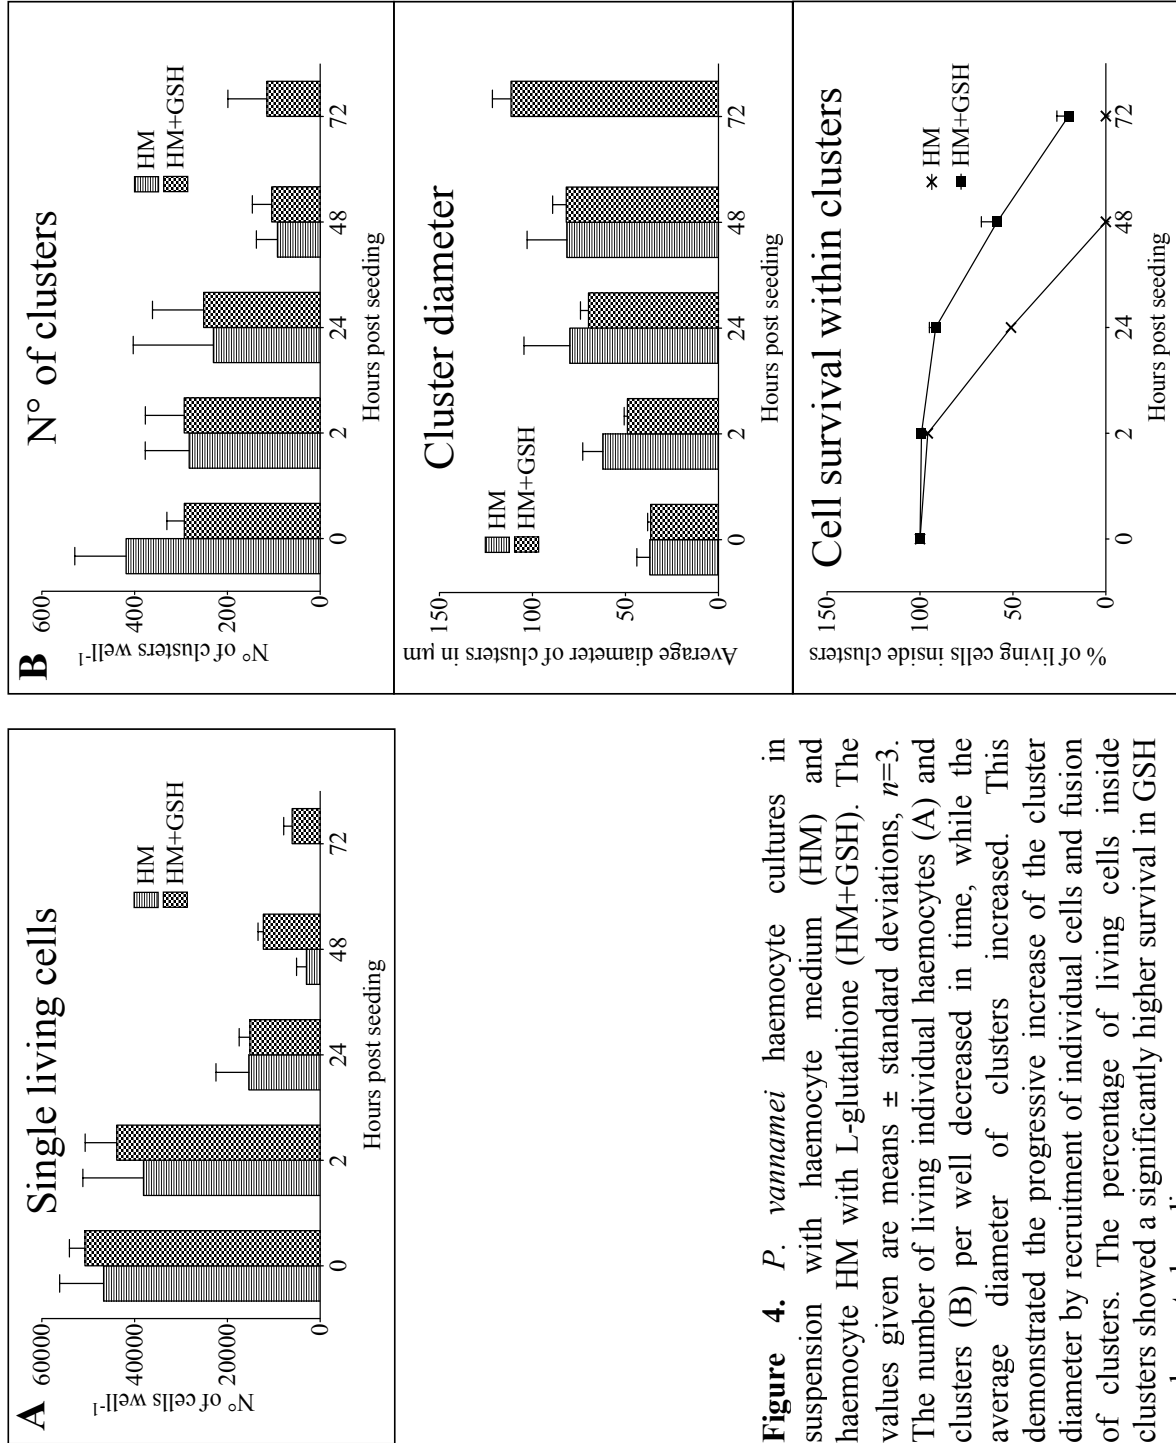 A
Single living cells
N° of cells well⁻¹
60000
40000
20000
0
HM
HM+GSH
0 2 24 48 72
Hours post seeding
B
N° of clusters
N° of clusters well⁻¹
600
400
200
0
HM
HM+GSH
0 2 24 48 72
Hours post seeding
Cluster diameter
Average diameter of clusters in µm
150
100
50
0
HM
HM+GSH
0 2 24 48 72
Hours post seeding
Cell survival within clusters
% of living cells inside clusters
150
100
50
0
HM
HM+GSH
0 2 24 48 72
Hours post seeding
Figure 4. P. vannamei haemocyte cultures in
suspension with haemocyte medium (HM) and
haemocyte HM with L-glutathione (HM+GSH). The
values given are means ± standard deviations, n=3.
The number of living individual haemocytes (A) and
clusters (B) per well decreased in time, while the
average diameter of clusters increased. This
demonstrated the progressive increase of the cluster
diameter by recruitment of individual cells and fusion
of clusters. The percentage of living cells inside
clusters showed a significantly higher survival in GSH